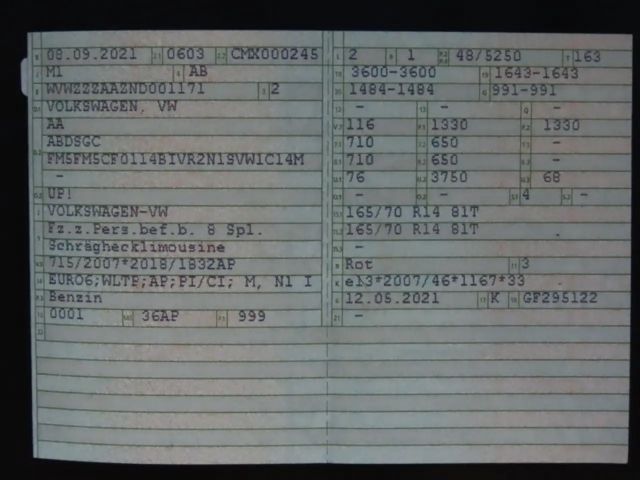 08.09.2021 0603 CMX000245
M1 AB
WVWZZZAAZND001171 2
VOLKSWAGEN, VW
AA
ABDSGC
FM5FM5CF0114BIVR2N1SVW1C14M
-
UP!
VOLKSWAGEN-VW
Fz.z.Pers.bef.b. 8 Spl.
Schräghecklimousine
715/2007*2018/1832AP
EURO6;WLTP;AP;PI/CI; M, N1 I
Benzin
0001 36AP 999
2 1 48/5250 163
3600-3600 1643-1643
1484-1484 991-991
- - -
116 1330 1330
710 650 -
710 650 -
76 3750 68
- - 4 -
165/70 R14 81T
165/70 R14 81T
-
Rot 3
e13*2007/46*1167*33
12.05.2021 K GF295122
-